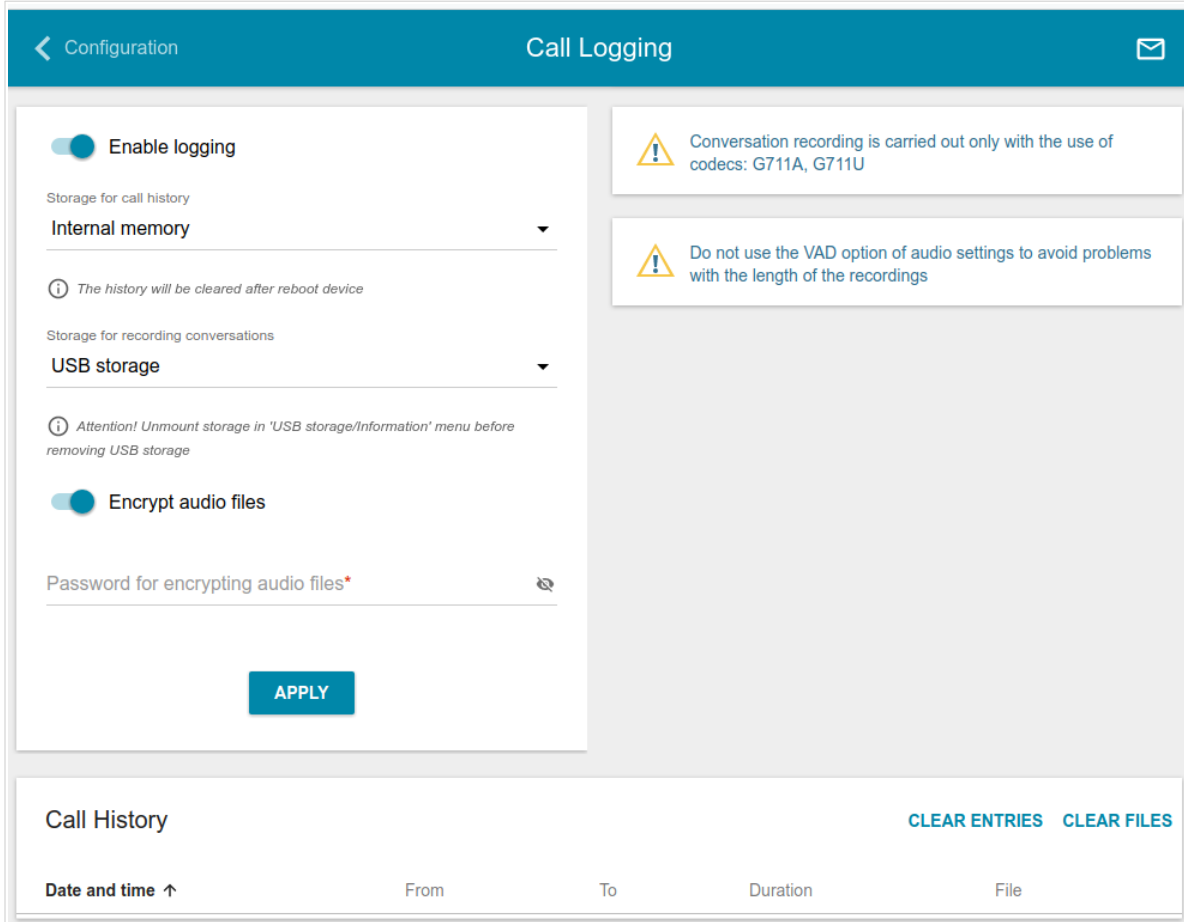 Configuration
Call Logging
Enable logging
Storage for call history
Internal memory
The history will be cleared after reboot device
Storage for recording conversations
USB storage
Attention! Unmount storage in 'USB storage/Information' menu before
removing USB storage
Encrypt audio files
Password for encrypting audio files*
APPLY
Conversation recording is carried out only with the use of
codecs: G711A, G711U
Do not use the VAD option of audio settings to avoid problems
with the length of the recordings
Call History
CLEAR ENTRIES CLEAR FILES
Date and time ↑ From To Duration File